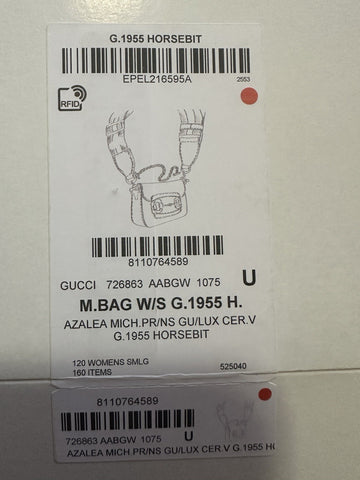 G.1955 HORSEBIT
EPEL216595A
2553
RFID
8110764589
GUCCI 726863 AABGW 1075 U
M.BAG W/S G.1955 H.
AZALEA MICH.PR/NS GU/LUX CER.V
G.1955 HORSEBIT
120 WOMENS SMLG
160 ITEMS
525040
8110764589
726863 AABGW 1075 U
AZALEA MICH.PR/NS GU/LUX CER.V G.1955 HO